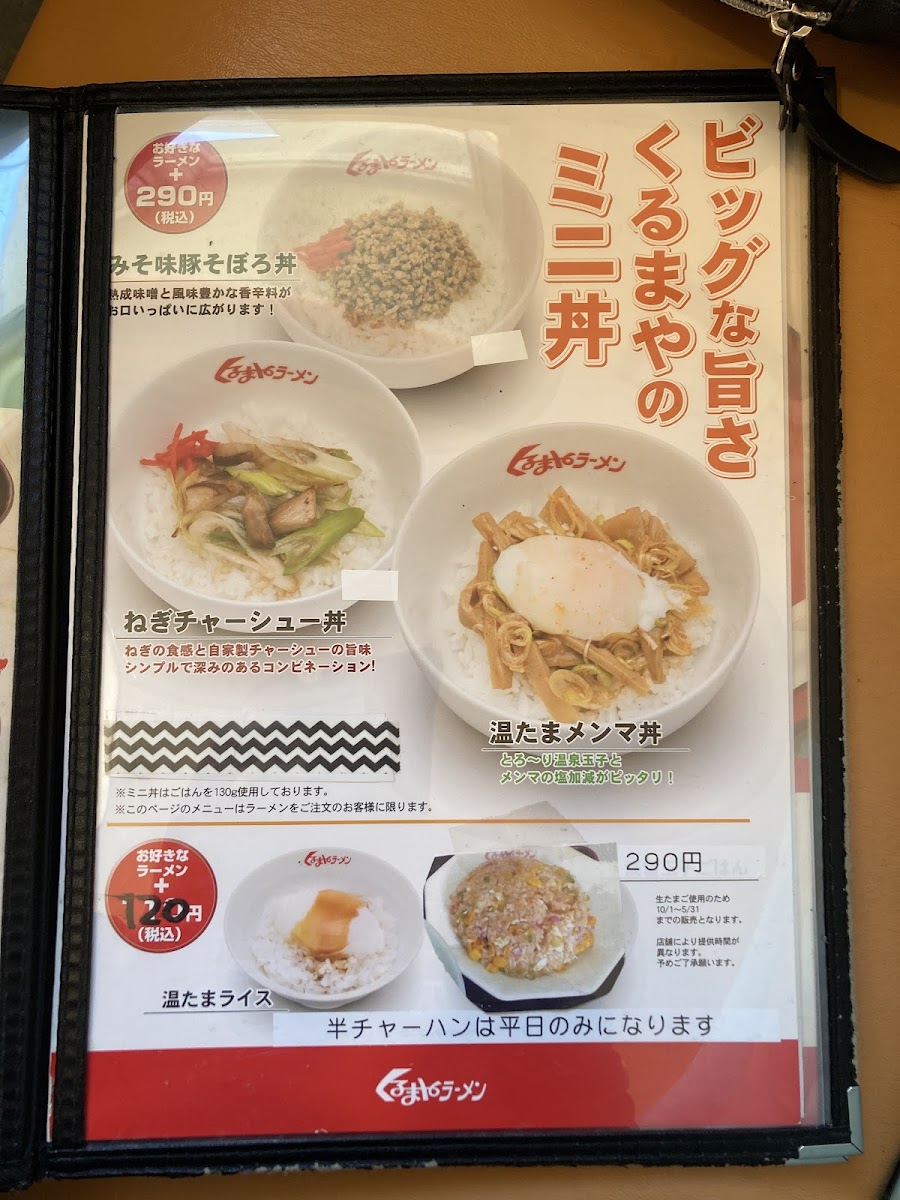 ビッグな旨さ
くるまやの
ミニ丼
お好きな
ラーメン
+
290円
(税込)
くるまやラーメン
みそ味豚そぼろ丼
熟成味噌と風味豊かな香辛料が
お口いっぱいに広がります！
くるまやラーメン
ねぎチャーシュー丼
ねぎの食感と自家製チャーシューの旨味
シンプルで深みのあるコンビネーション!
くるまやラーメン
温たまメンマ丼
とろ〜り温泉玉子と
メンマの塩加減がピッタリ！
※ミニ丼はごはんを130g使用しております。
※このページのメニューはラーメンをご注文のお客様に限ります。
お好きな
ラーメン
+
120円
(税込)
くるまやラーメン
温たまライス
くるまやラーメン
290円
ごはん
生たまご使用のため
10/1〜5/31
までの販売となります。
店舗により提供時間が
異なります。
予めご了承願います。
半チャーハンは平日のみになります
くるまやラーメン